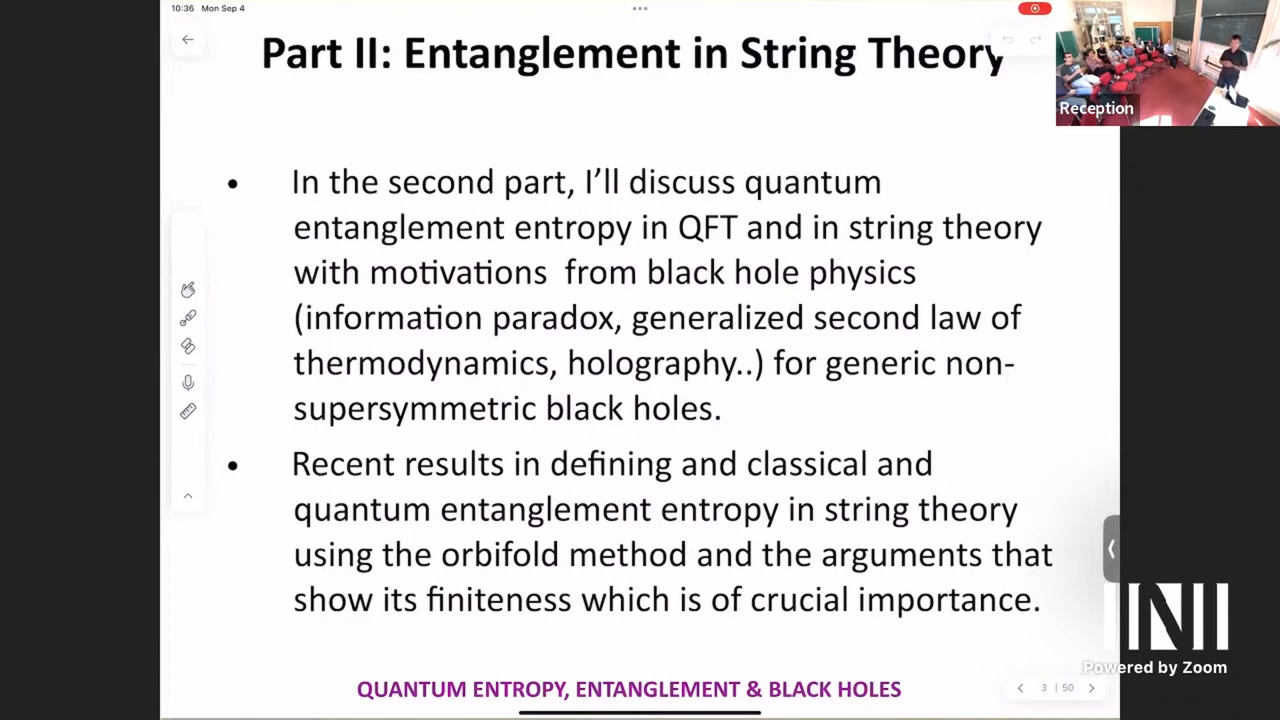 10:36 Mon Sep 4
Part II: Entanglement in String Theory
Reception
• In the second part, I’ll discuss quantum
entanglement entropy in QFT and in string theory
with motivations from black hole physics
(information paradox, generalized second law of
thermodynamics, holography..) for generic non-
supersymmetric black holes.
• Recent results in defining and classical and
quantum entanglement entropy in string theory
using the orbifold method and the arguments that
show its finiteness which is of crucial importance.
INI
Powered by Zoom
QUANTUM ENTROPY, ENTANGLEMENT & BLACK HOLES
3 | 50